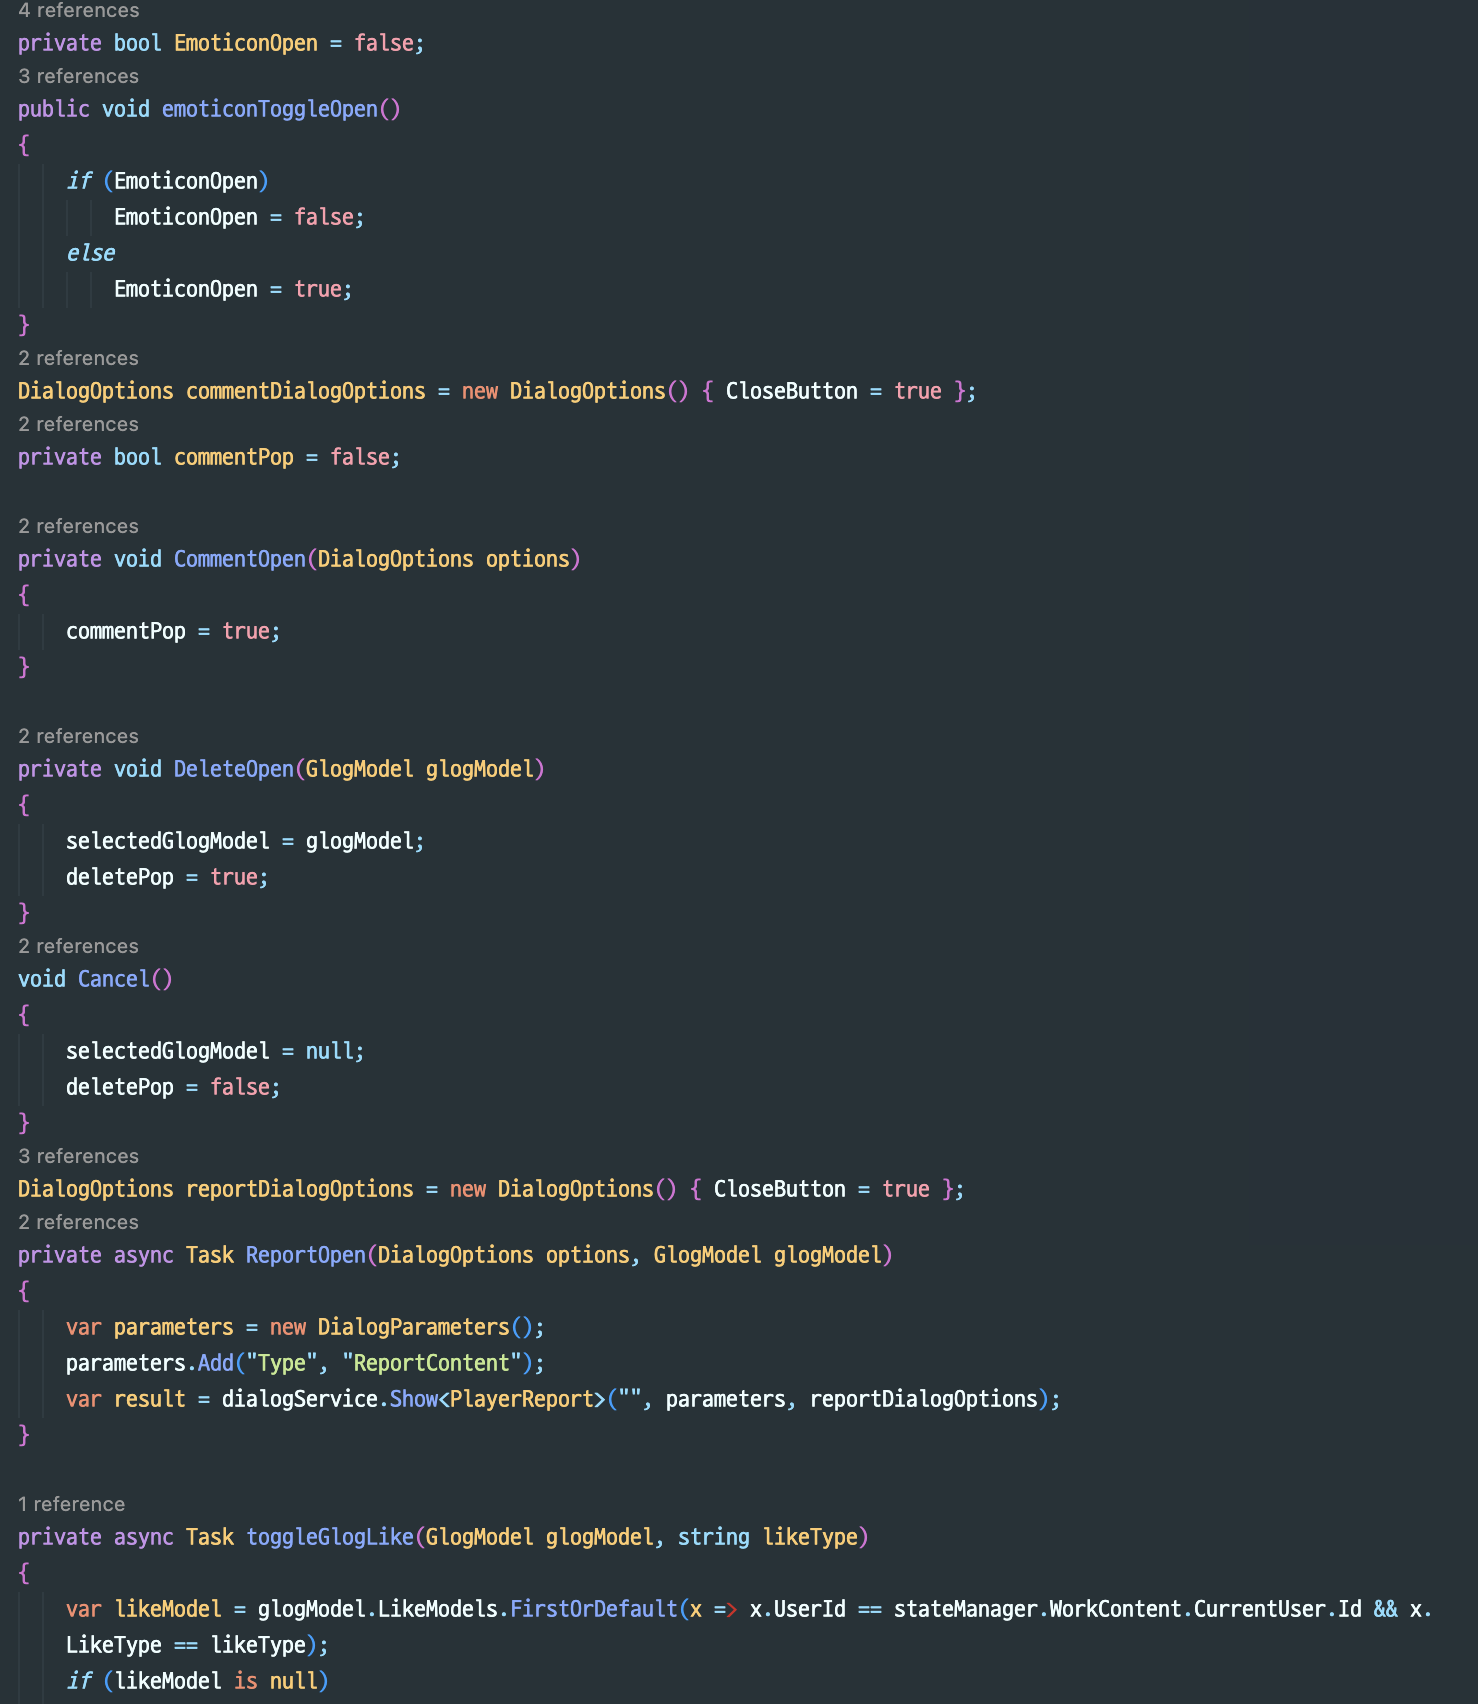 4 references
private bool EmoticonOpen = false;
3 references
public void emoticonToggleOpen()
{
if (EmoticonOpen)
EmoticonOpen = false;
else
EmoticonOpen = true;
}
2 references
DialogOptions commentDialogOptions = new DialogOptions() { CloseButton = true };
2 references
private bool commentPop = false;
2 references
private void CommentOpen(DialogOptions options)
{
commentPop = true;
}
2 references
private void DeleteOpen(GlogModel glogModel)
{
selectedGlogModel = glogModel;
deletePop = true;
}
2 references
void Cancel()
{
selectedGlogModel = null;
deletePop = false;
}
3 references
DialogOptions reportDialogOptions = new DialogOptions() { CloseButton = true };
2 references
private async Task ReportOpen(DialogOptions options, GlogModel glogModel)
{
var parameters = new DialogParameters();
parameters.Add("Type", "ReportContent");
var result = dialogService.Show<PlayerReport>("", parameters, reportDialogOptions);
}
1 reference
private async Task toggleGlogLike(GlogModel glogModel, string likeType)
{
var likeModel = glogModel.LikeModels.FirstOrDefault(x => x.UserId == stateManager.WorkContent.CurrentUser.Id && x.
LikeType == likeType);
if (likeModel is null)